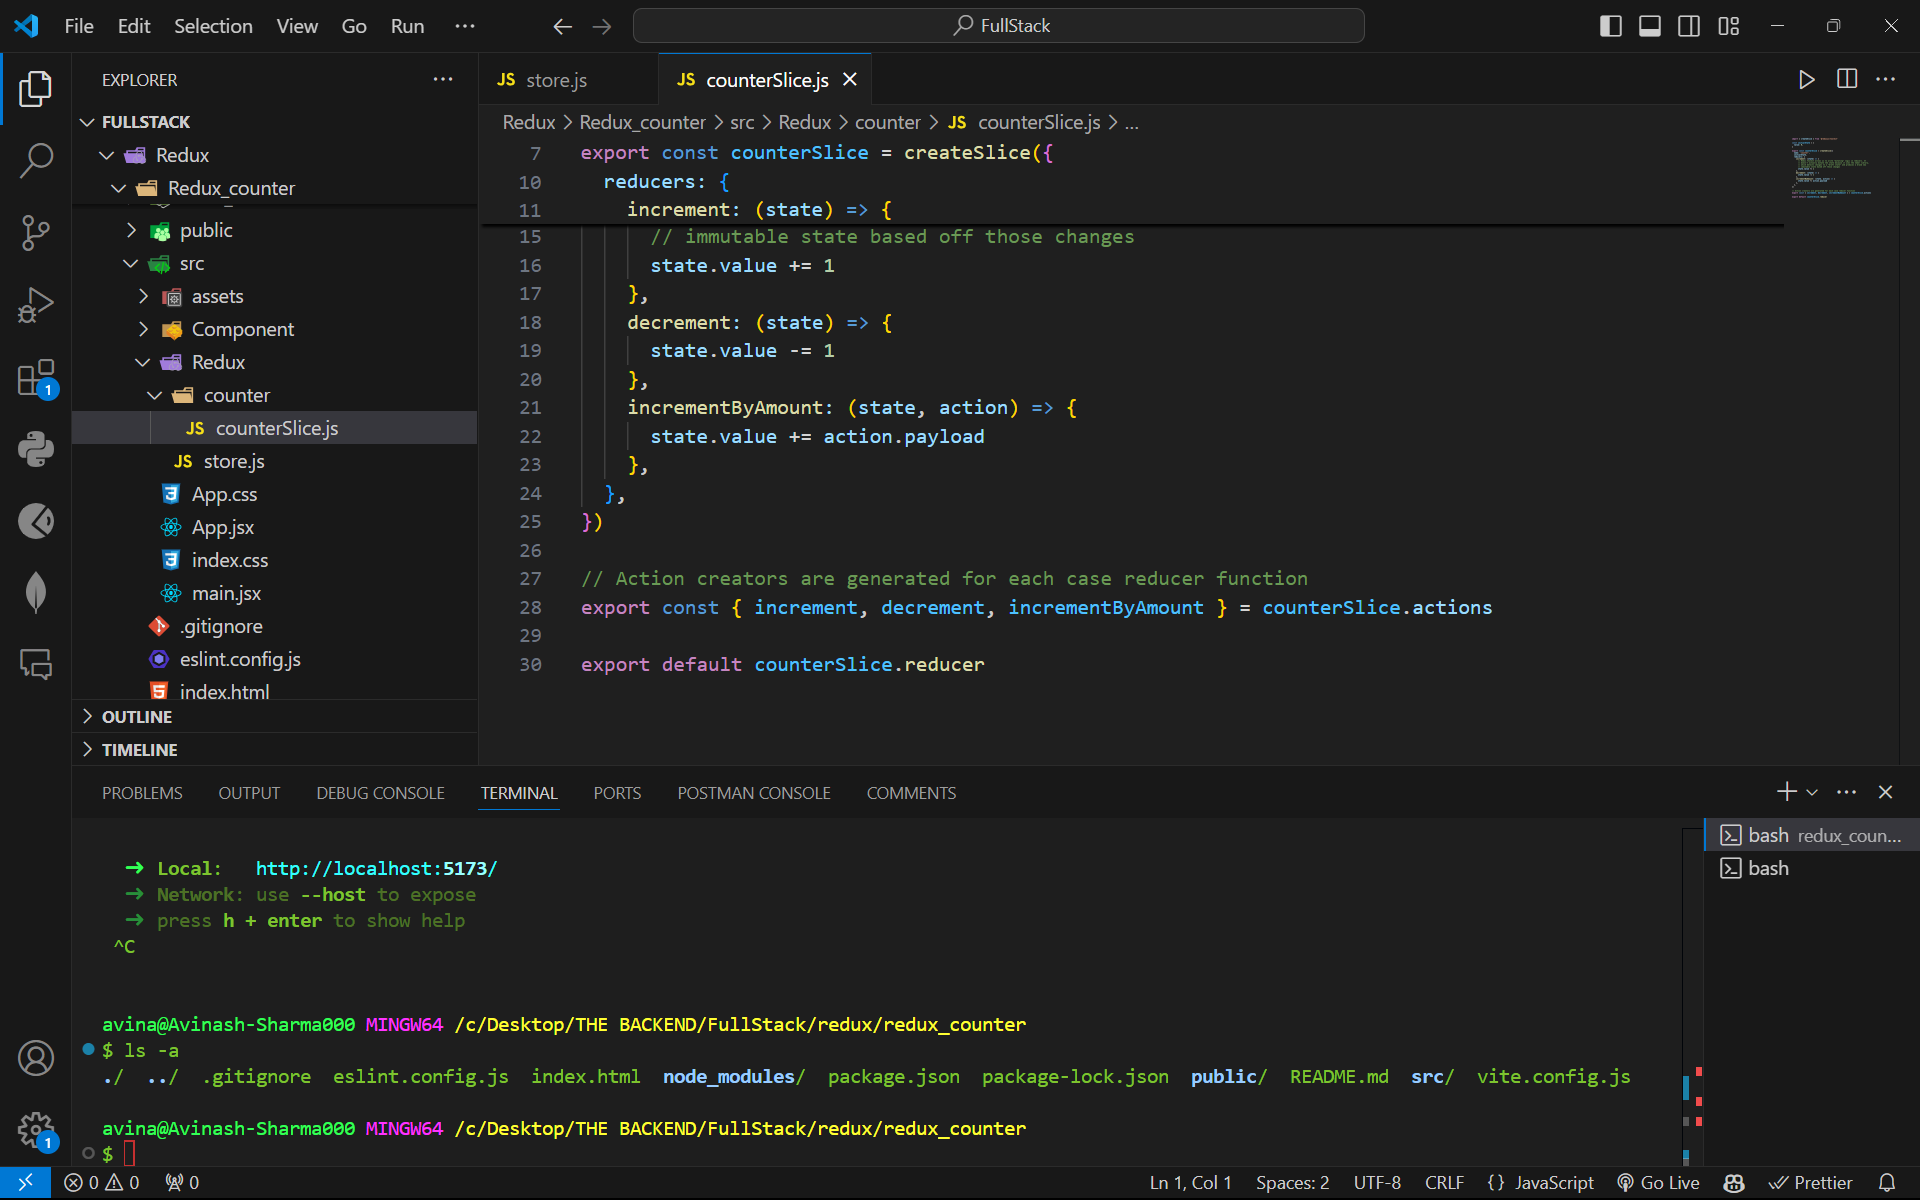 File Edit Selection View Go Run ··· FullStack
EXPLORER ···
FULLSTACK
Redux
Redux_counter
public
src
assets
Component
Redux
counter
JS counterSlice.js
JS store.js
App.css
App.jsx
index.css
main.jsx
.gitignore
eslint.config.js
index.html
OUTLINE
TIMELINE
JS store.js JS counterSlice.js
Redux > Redux_counter > src > Redux > counter > JS counterSlice.js > ...
7 export const counterSlice = createSlice({
10 reducers: {
11 increment: (state) => {
15 // immutable state based off those changes
16 state.value += 1
17 },
18 decrement: (state) => {
19 state.value -= 1
20 },
21 incrementByAmount: (state, action) => {
22 state.value += action.payload
23 },
24 },
25 })
26
27 // Action creators are generated for each case reducer function
28 export const { increment, decrement, incrementByAmount } = counterSlice.actions
29
30 export default counterSlice.reducer
PROBLEMS OUTPUT DEBUG CONSOLE TERMINAL PORTS POSTMAN CONSOLE COMMENTS
➜ Local: http://localhost:5173/
➜ Network: use --host to expose
➜ press h + enter to show help
^C
avina@Avinash-Sharma000 MINGW64 /c/Desktop/THE BACKEND/FullStack/redux/redux_counter
$ ls -a
./ ../ .gitignore eslint.config.js index.html node_modules/ package.json package-lock.json public/ README.md src/ vite.config.js
avina@Avinash-Sharma000 MINGW64 /c/Desktop/THE BACKEND/FullStack/redux/redux_counter
$
bash redux_coun...
bash
1
1
0 0 0 Ln 1, Col 1 Spaces: 2 UTF-8 CRLF {} JavaScript Go Live Prettier